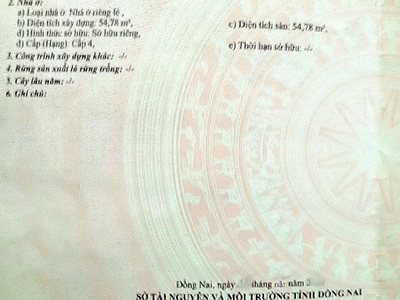 2. Nhà ở:
a) Loại nhà ở: Nhà ở riêng lẻ ,
b) Diện tích xây dựng: 54,78 m²,
c) Diện tích sàn: 54,78 m²,
d) Hình thức sở hữu: Sở hữu riêng,
đ) Cấp (Hạng): Cấp 4,
e) Thời hạn sở hữu: -/-
3. Công trình xây dựng khác: -/-
4. Rừng sản xuất là rừng trồng: -/-
5. Cây lâu năm: -/-
6. Ghi chú:
Đồng Nai, ngày tháng năm 2
SỞ TÀI NGUYÊN VÀ MÔI TRƯỜNG TỈNH ĐỒNG NAI